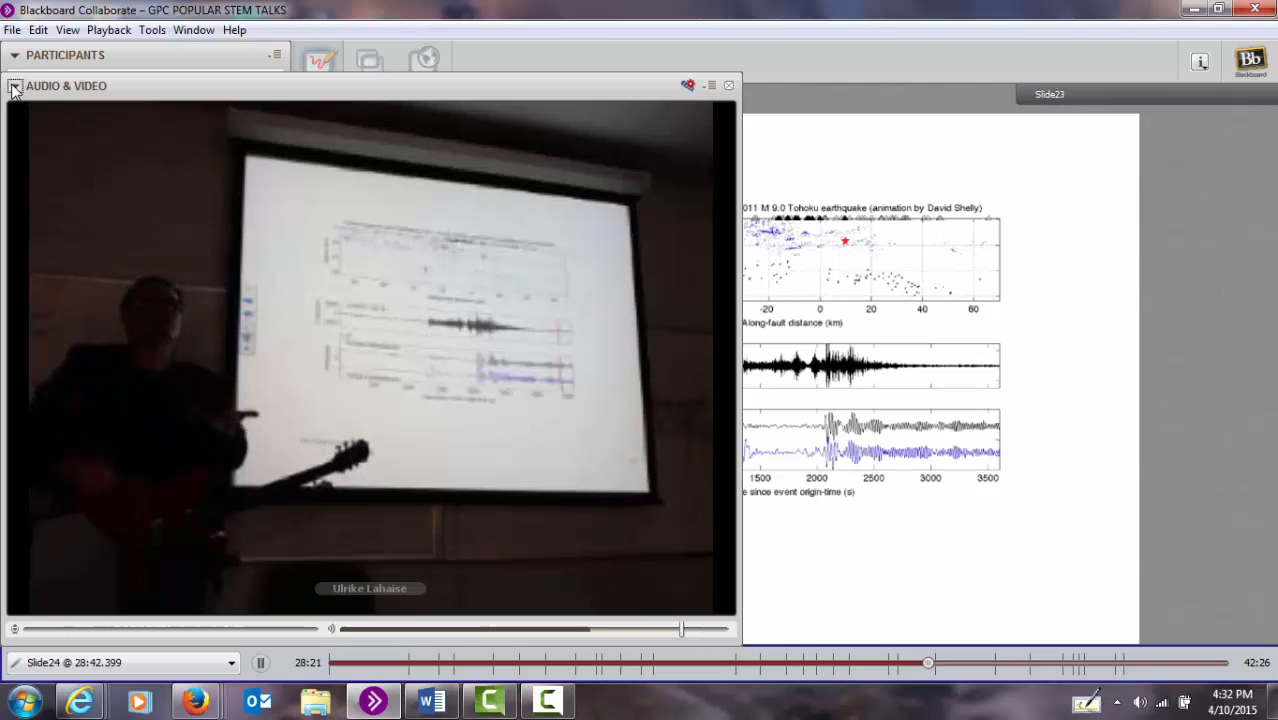 Blackboard Collaborate – GPC POPULAR STEM TALKS
File Edit View Playback Tools Window Help
PARTICIPANTS
Bb
Blackboard
AUDIO & VIDEO
Slide23
011 M 9.0 Tohoku earthquake (animation by David Shelly)
-20 0 20 40 60
Along-fault distance (km)
1500 2000 2500 3000 3500
e since event origin-time (s)
Ulrike Lahaise
Slide24 @ 28:42.399
28:21
42:26
4:32 PM
4/10/2015